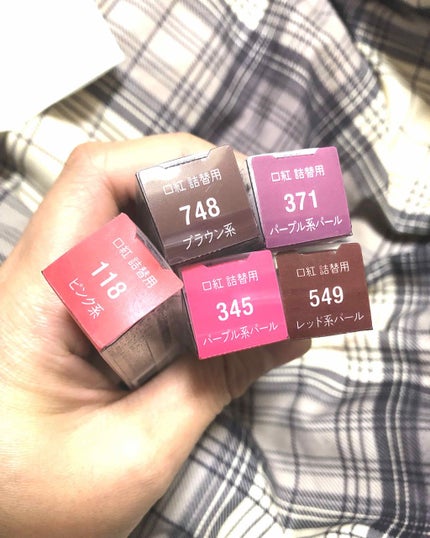 口紅 詰替用
748
ブラウン系
口紅 詰替用
371
パープル系パール
口紅 詰替用
118
ピンク系
口紅 詰替用
345
パープル系パール
口紅 詰替用
549
レッド系パール